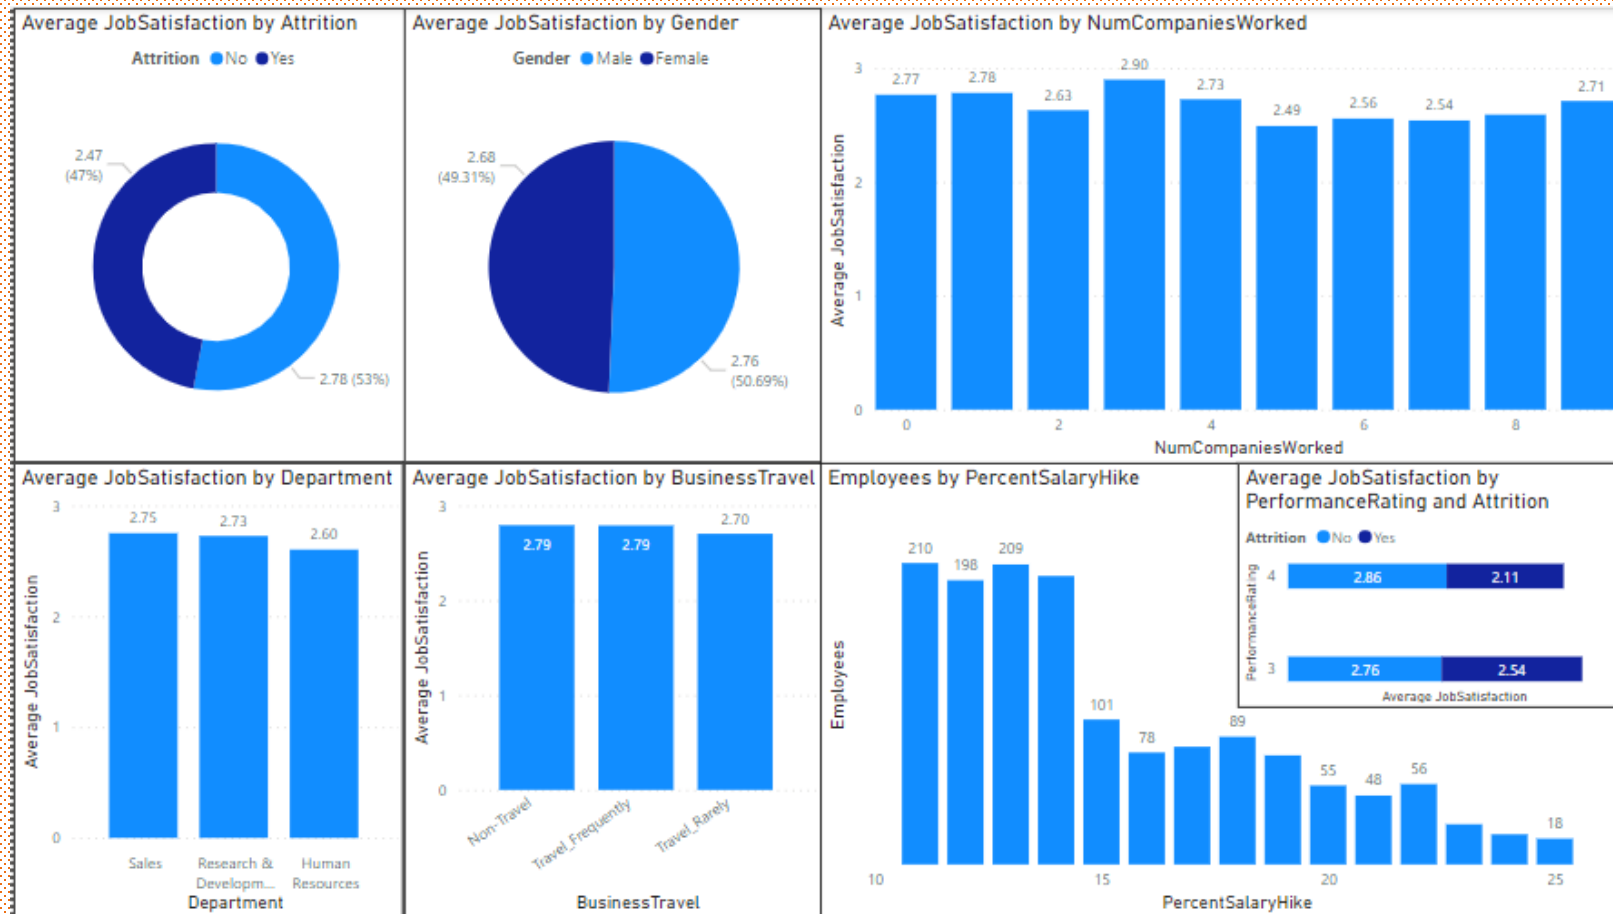 Average JobSatisfaction by Attrition
Attrition No Yes
2.47
(47%)
2.78 (53%)
Average JobSatisfaction by Gender
Gender Male Female
2.68
(49.31%)
2.76
(50.69%)
Average JobSatisfaction by NumCompaniesWorked
Average JobSatisfaction
3
2
1
0
2.77
2.78
2.63
2.90
2.73
2.49
2.56
2.54
2.71
0
2
4
6
8
NumCompaniesWorked
Average JobSatisfaction by Department
Average JobSatisfaction
3
2
1
0
2.75
2.73
2.60
Sales
Research &
Developm...
Human
Resources
Department
Average JobSatisfaction by BusinessTravel
Average JobSatisfaction
3
2
1
0
2.79
2.79
2.70
Non-Travel
Travel_Frequently
Travel_Rarely
BusinessTravel
Employees by PercentSalaryHike
Employees
210
198
209
101
78
89
55
48
56
18
10
15
20
25
PercentSalaryHike
Average JobSatisfaction by
PerformanceRating and Attrition
Attrition No Yes
PerformanceRating
4
2.86
2.11
3
2.76
2.54
Average JobSatisfaction